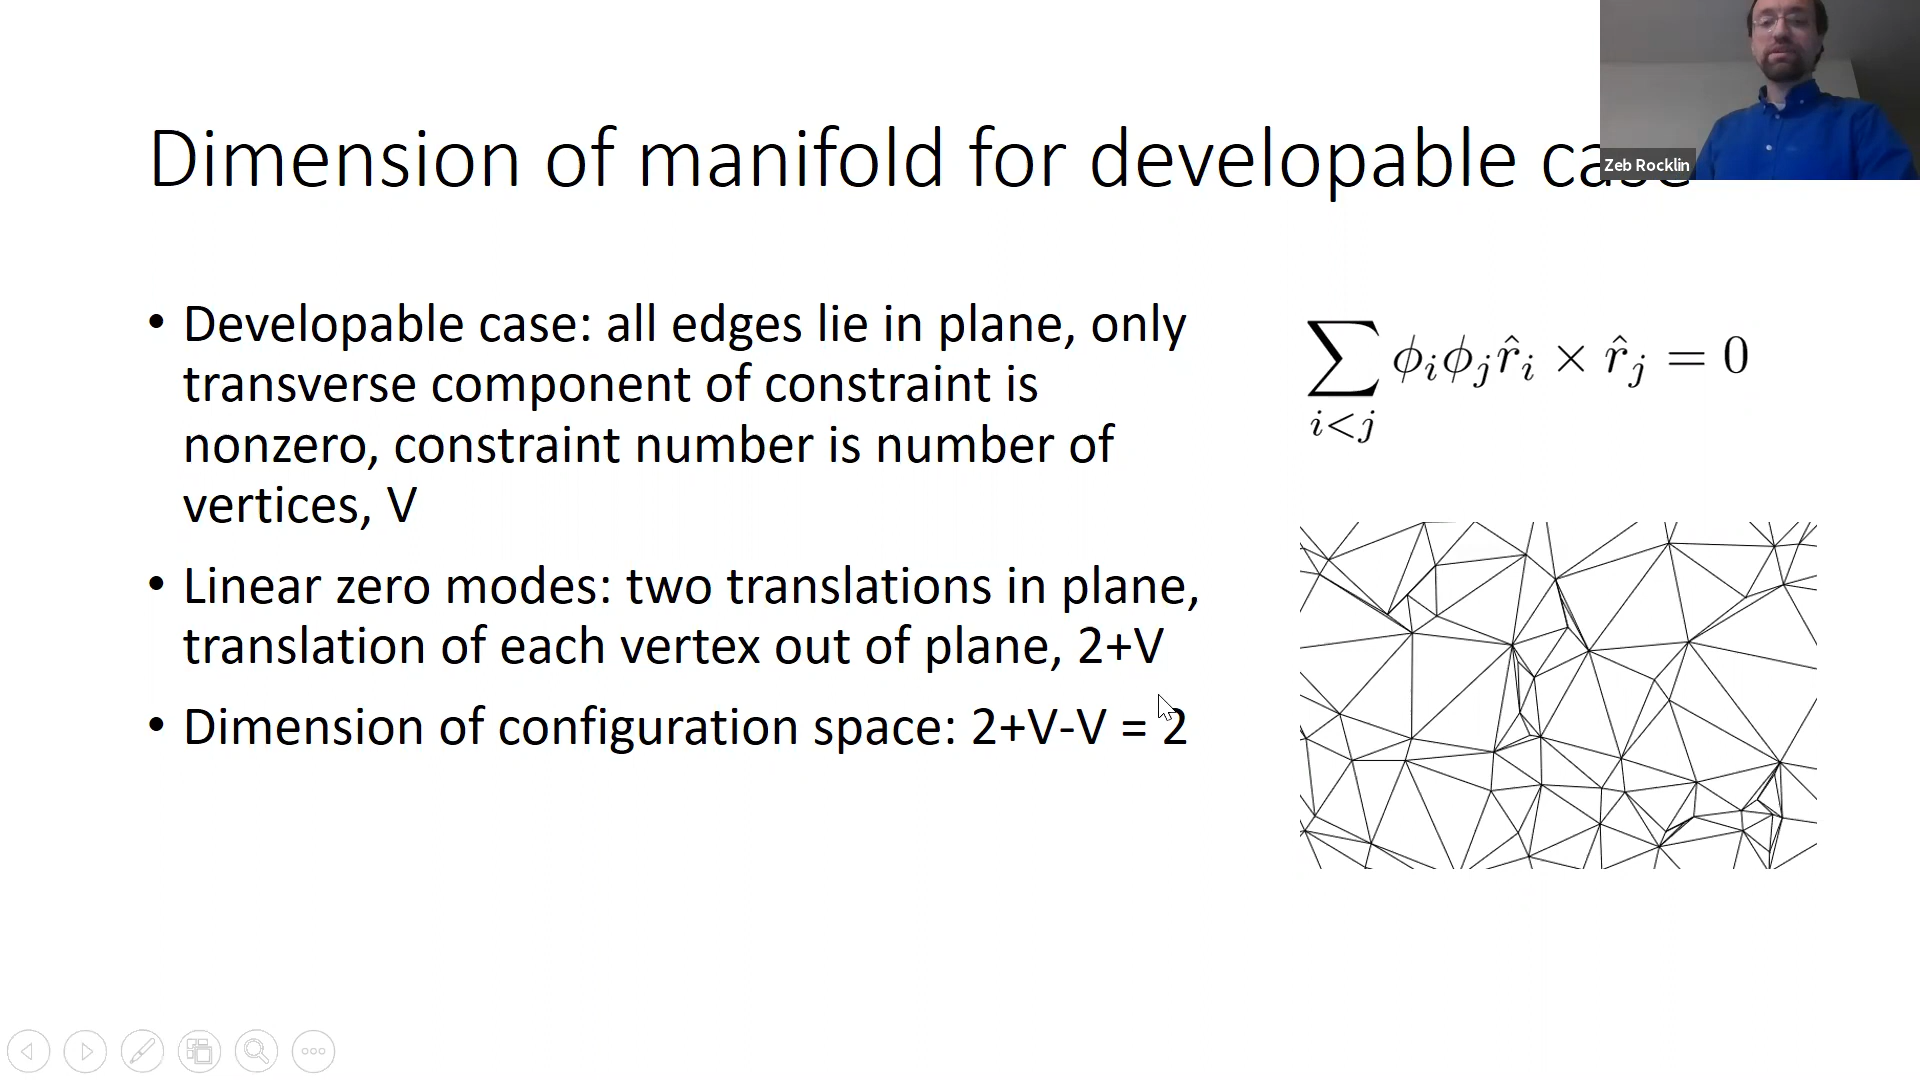 Dimension of manifold for developable case
Zeb Rocklin
• Developable case: all edges lie in plane, only
transverse component of constraint is
nonzero, constraint number is number of
vertices, V
• Linear zero modes: two translations in plane,
translation of each vertex out of plane, 2+V
• Dimension of configuration space: 2+V-V = 2
∑ ϕᵢϕⱼr̂ᵢ × r̂ⱼ = 0
i<j